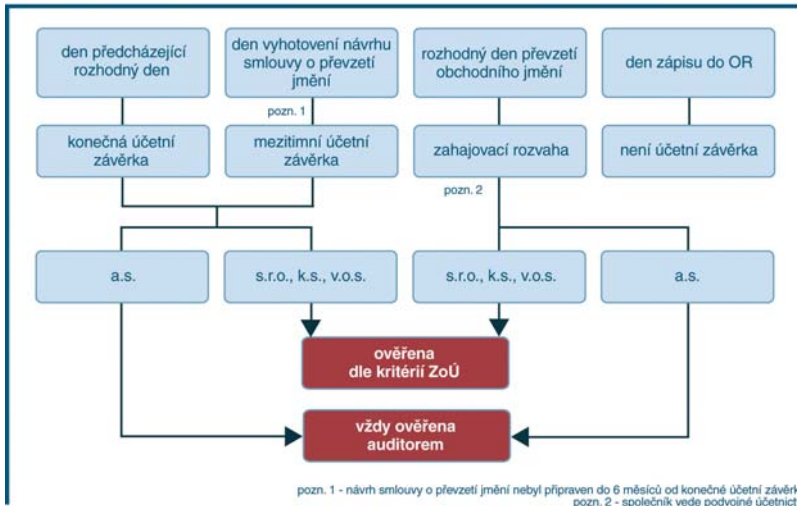 den předcházející
rozhodný den
den vyhotovení návrhu
smlouvy o převzetí
jmění
rozhodný den převzetí
obchodního jmění
den zápisu do OR
pozn. 1
konečná účetní
závěrka
mezitimní účetní
závěrka
zahajovací rozvaha
není účetní závěrka
pozn. 2
a.s.
s.r.o., k.s., v.o.s.
s.r.o., k.s., v.o.s.
a.s.
ověřena
dle kritérií ZoÚ
vždy ověřena
auditorem
pozn. 1 - návrh smlouvy o převzetí jmění nebyl připraven do 6 měsíců od konečné účetní závěrk
pozn. 2 - společník vede podvojné účetnict